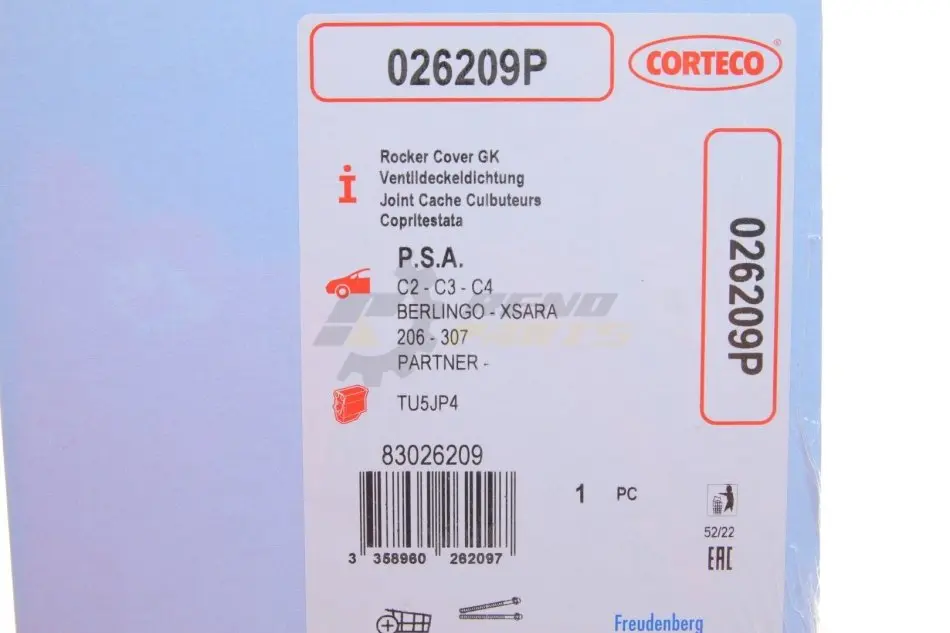 026209P
CORTECO
®
Rocker Cover GK
Ventildeckeldichtung
Joint Cache Culbuteurs
Copritestata
026209P
P.S.A.
C2 - C3 - C4
BERLINGO - XSARA
206 - 307
PARTNER -
TU5JP4
83026209
1 PC
52/22
3 358960 262097
EAC
Freudenberg